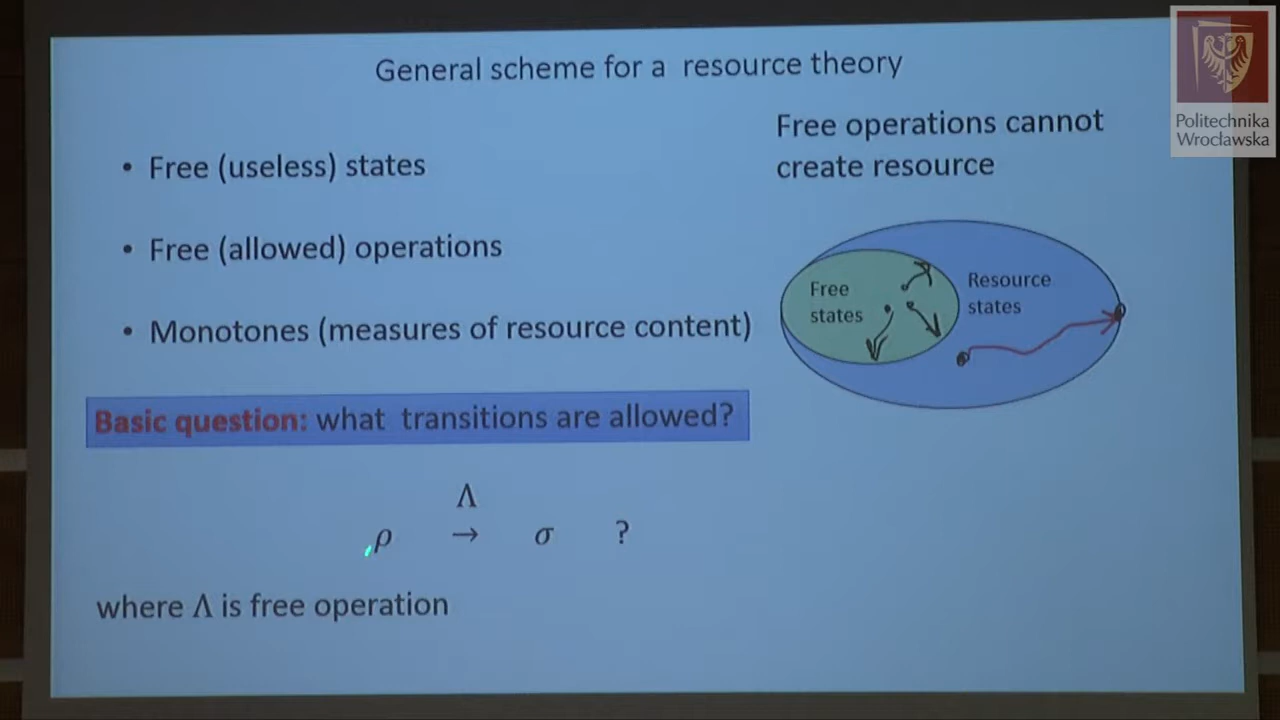 General scheme for a resource theory
• Free (useless) states
• Free (allowed) operations
• Monotones (measures of resource content)
Basic question: what transitions are allowed?
Λ
ρ → σ ?
where Λ is free operation
Free operations cannot
create resource
Free
states
Resource
states
Politechnika
Wrocławska